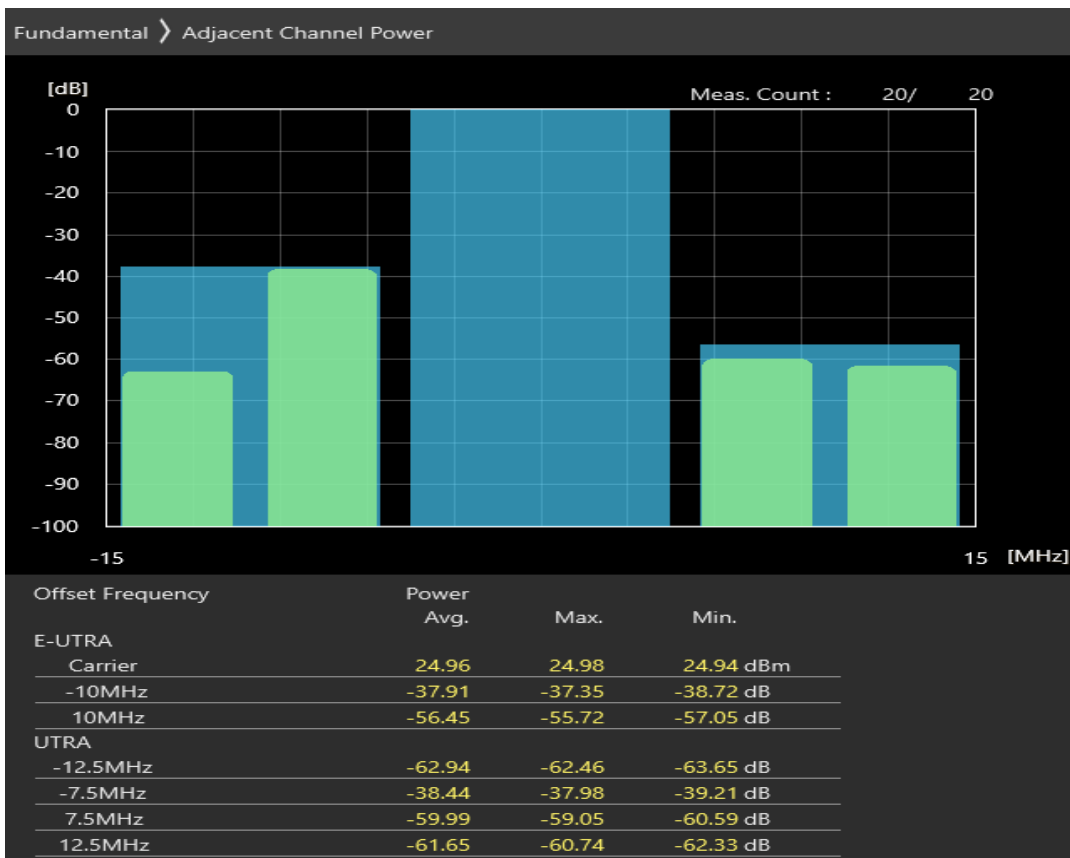 Fundamental 〉 Adjacent Channel Power
[dB]
Meas. Count : 20/ 20
0
-10
-20
-30
-40
-50
-60
-70
-80
-90
-100
-15 15 [MHz]
Offset Frequency Power
Avg. Max. Min.
E-UTRA
Carrier 24.96 24.98 24.94 dBm
-10MHz -37.91 -37.35 -38.72 dB
10MHz -56.45 -55.72 -57.05 dB
UTRA
-12.5MHz -62.94 -62.46 -63.65 dB
-7.5MHz -38.44 -37.98 -39.21 dB
7.5MHz -59.99 -59.05 -60.59 dB
12.5MHz -61.65 -60.74 -62.33 dB